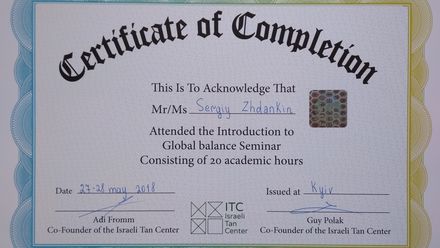 Certificate of Completion
This Is To Acknowledge That
Mr/Ms Sergiy Zhdankin
Attended the Introduction to
Global balance Seminar
Consisting of 20 academic hours
Date 27-28 may 2018
Issued at Kyiv
Adi Fromm
Co-Founder of the Israeli Tan Center
ITC
Israeli
Tan
Center
Guy Polak
Co-Founder of the Israeli Tan Center